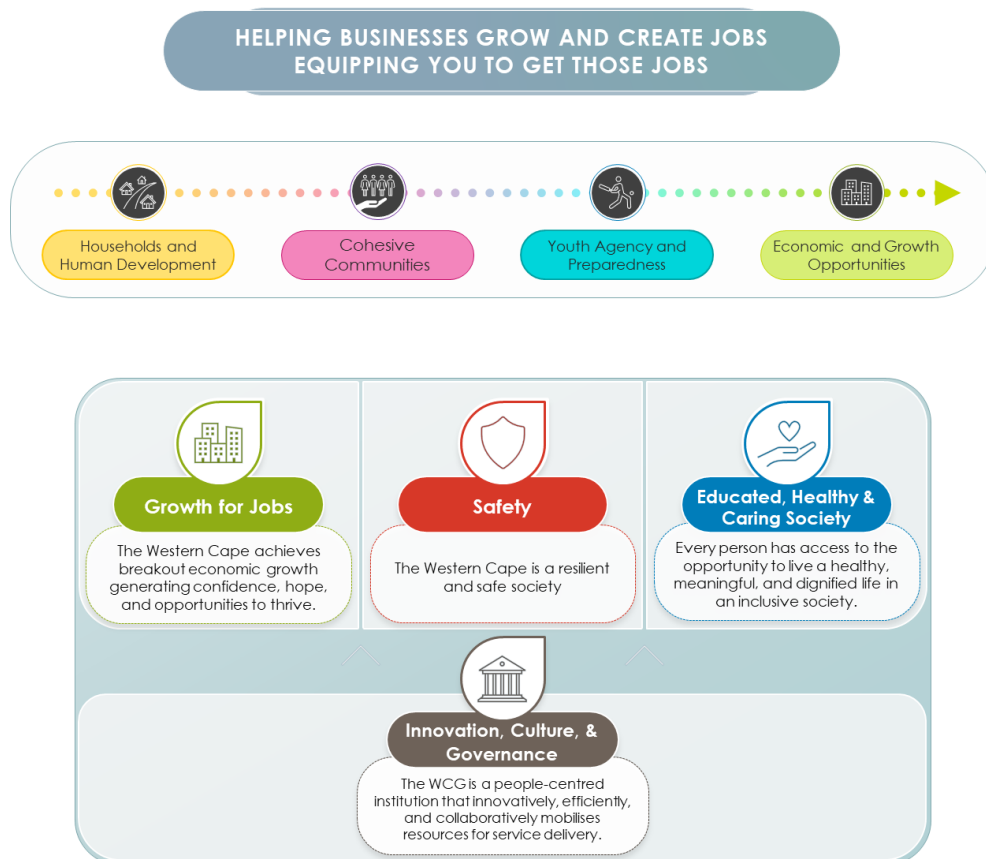 HELPING BUSINESSES GROW AND CREATE JOBS
EQUIPPING YOU TO GET THOSE JOBS
Households and
Human Development
Cohesive
Communities
Youth Agency and
Preparedness
Economic and Growth
Opportunities
Growth for Jobs
The Western Cape achieves
breakout economic growth
generating confidence, hope,
and opportunities to thrive.
Safety
The Western Cape is a resilient
and safe society
Educated, Healthy &
Caring Society
Every person has access to the
opportunity to live a healthy,
meaningful, and dignified life in
an inclusive society.
Innovation, Culture, &
Governance
The WCG is a people-centred
institution that innovatively, efficiently,
and collaboratively mobilises
resources for service delivery.